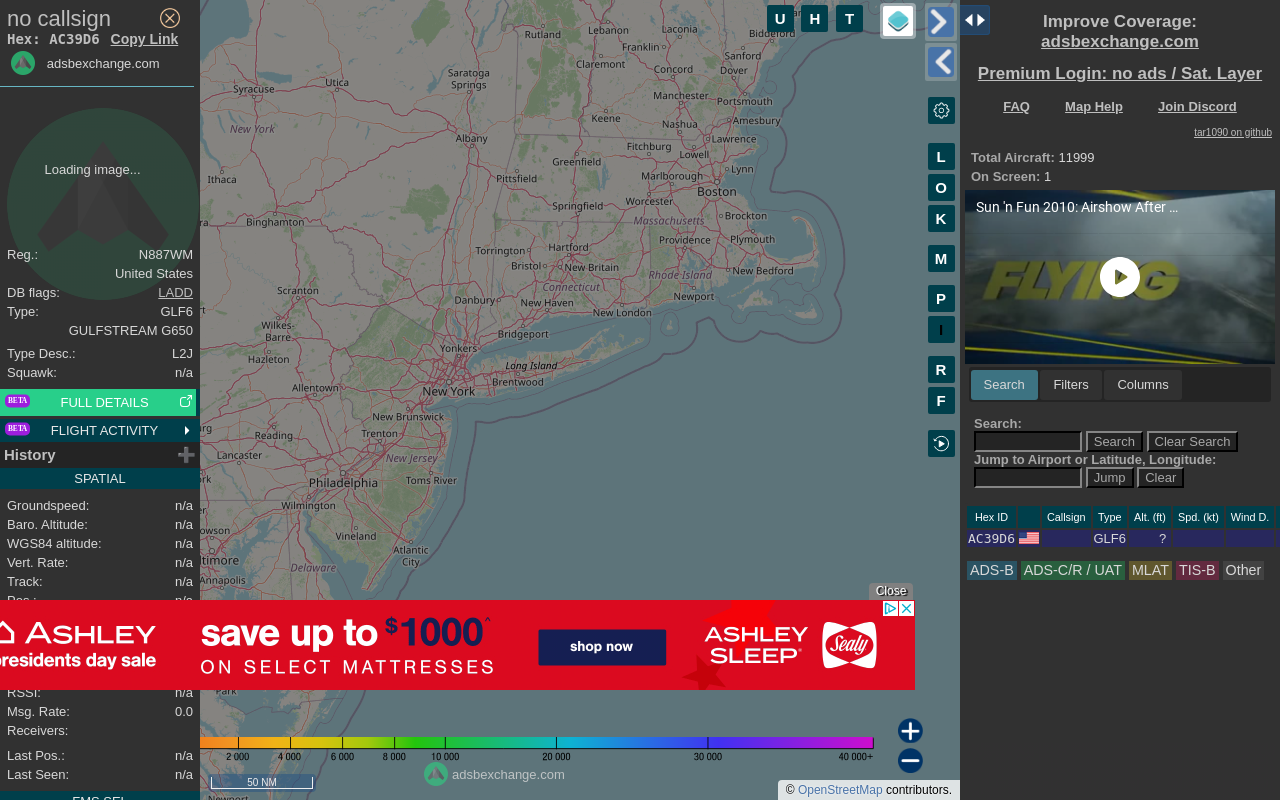 no callsign
Hex: AC39D6 Copy Link
adsbexchange.com
Loading image...
Reg.: N887WM
United States
DB flags: LADD
Type: GLF6
GULFSTREAM G650
Type Desc.: L2J
Squawk: n/a
BETA FULL DETAILS
BETA FLIGHT ACTIVITY
History
SPATIAL
Groundspeed: n/a
Baro. Altitude: n/a
WGS84 altitude: n/a
Vert. Rate: n/a
Track: n/a
Pos.: n/a
RSSI: n/a
Msg. Rate: 0.0
Receivers:
Last Pos.: n/a
Last Seen: n/a
FMS SEL
U H T
L
O
K
M
P
I
R
F
Rutland
Lebanon
Laconia
Biddeford
Franklin
Sanford
Claremont
Concord
Dover
Saratoga
Springs
Utica
Syracuse
Manchester
Portsmouth
Keene
Nashua
Amesbury
New York
Albany
Lawrence
Fitchburg
Lowell
Greenfield
Lynn
Ithaca
Pittsfield
Marlborough
Boston
Worcester
Springfield
Massachusetts
Brockton
Binghamton
Providence
Plymouth
Hartford
Torrington
Bristol
New Britain
Rhode Island
New Bedford
Connecticut
Newport
Scranton
Danbury
New Haven
New London
Wilkes-
Barre
Bridgeport
Yonkers
Hazleton
Long Island
Brentwood
Allentown
New York
New Brunswick
Reading
Trenton
Lancaster
New Jersey
Philadelphia
Toms River
Wilmington
Vineland
Atlantic
City
Delaware
Annapolis
Close
ASHLEY
presidents day sale
save up to $1000^
ON SELECT MATTRESSES
shop now
ASHLEY
SLEEP
Sealy
Park
2 000 4 000 6 000 8 000 10 000 20 000 30 000 40 000+
50 NM
adsbexchange.com
Newport
© OpenStreetMap contributors.
Improve Coverage:
adsbexchange.com
Premium Login: no ads / Sat. Layer
FAQ Map Help Join Discord
tar1090 on github
Total Aircraft: 11999
On Screen: 1
Sun 'n Fun 2010: Airshow After ...
FLYING
Search Filters Columns
Search:
Search Clear Search
Jump to Airport or Latitude, Longitude:
Jump Clear
Hex ID Callsign Type Alt. (ft) Spd. (kt) Wind D.
AC39D6 GLF6 ?
ADS-B ADS-C/R / UAT MLAT TIS-B Other